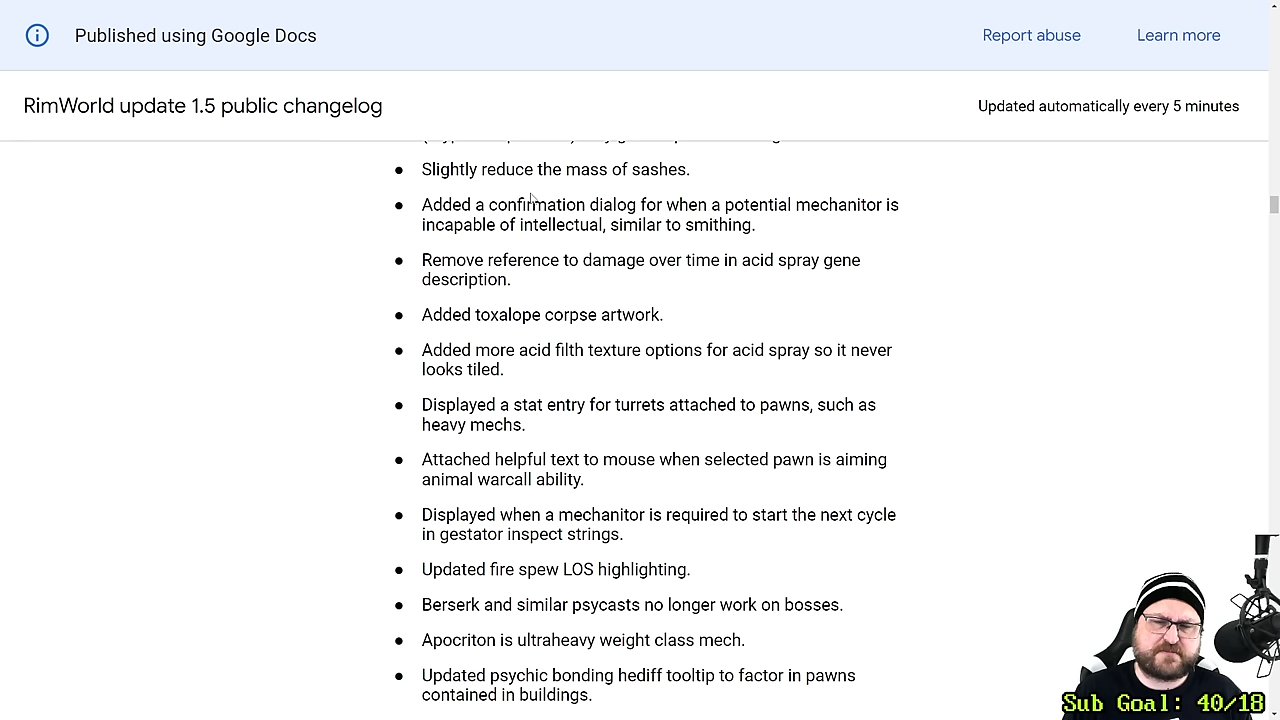 Published using Google Docs
Report abuse
Learn more
RimWorld update 1.5 public changelog
Updated automatically every 5 minutes
● Slightly reduce the mass of sashes.
● Added a confirmation dialog for when a potential mechanitor is
incapable of intellectual, similar to smithing.
● Remove reference to damage over time in acid spray gene
description.
● Added toxalope corpse artwork.
● Added more acid filth texture options for acid spray so it never
looks tiled.
● Displayed a stat entry for turrets attached to pawns, such as
heavy mechs.
● Attached helpful text to mouse when selected pawn is aiming
animal warcall ability.
● Displayed when a mechanitor is required to start the next cycle
in gestator inspect strings.
● Updated fire spew LOS highlighting.
● Berserk and similar psycasts no longer work on bosses.
● Apocriton is ultraheavy weight class mech.
● Updated psychic bonding hediff tooltip to factor in pawns
contained in buildings.
Sub Goal: 40/18